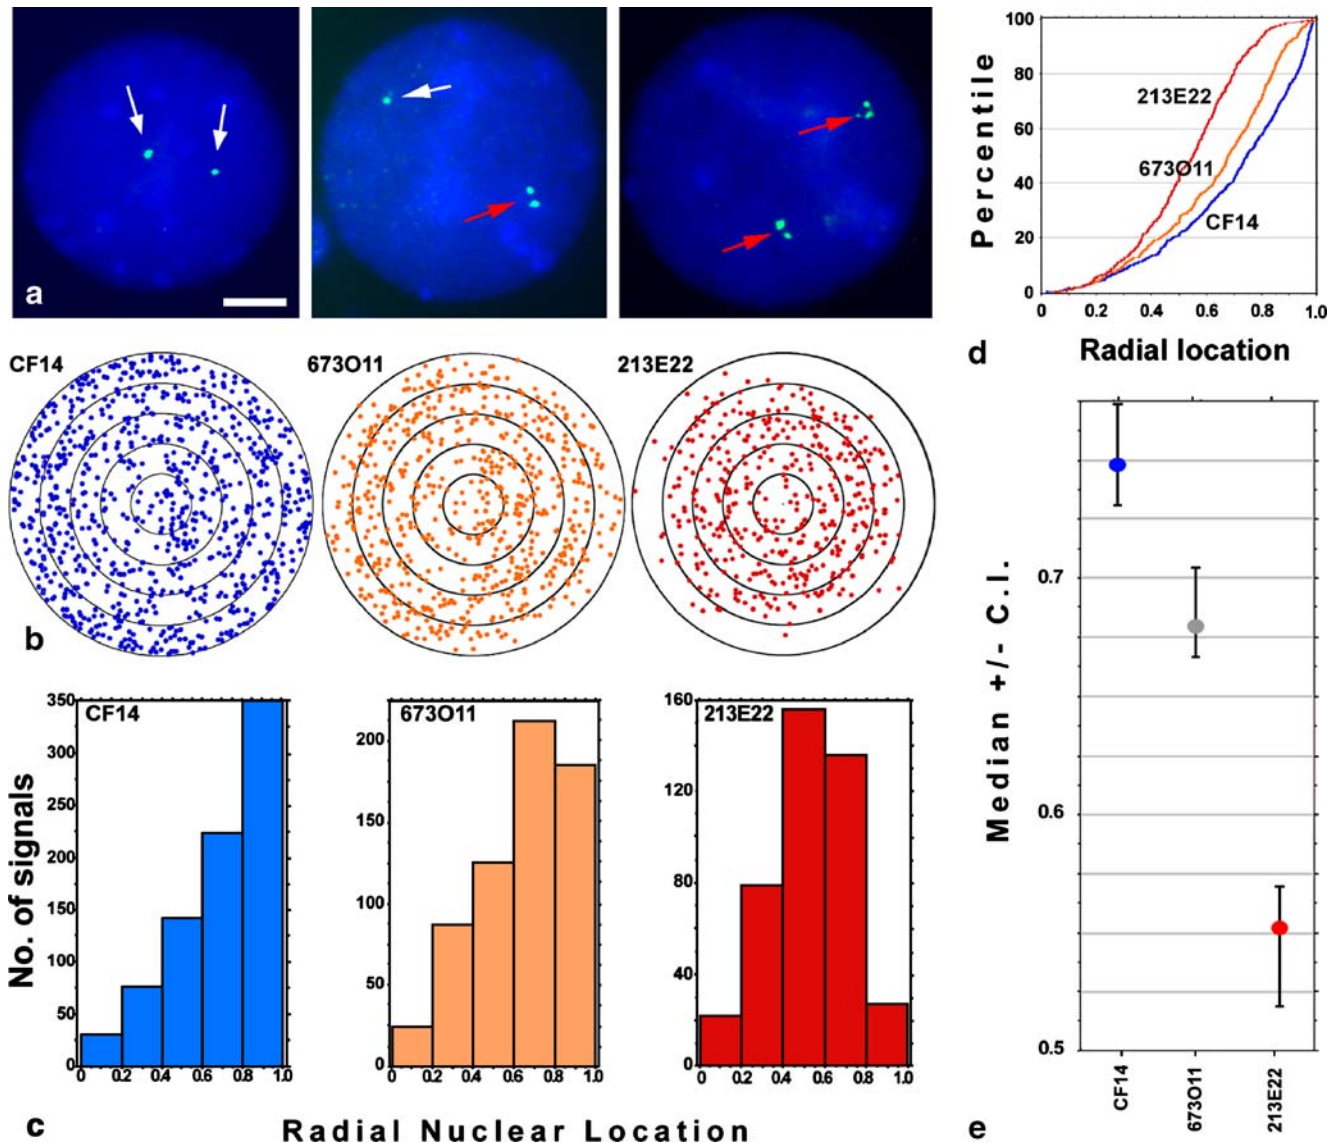 a
100
80
60
40
20
0
Percentile
213E22
673O11
CF14
0
0.2
0.4
0.6
0.8
1.0
d
Radial location
CF14
673O11
213E22
b
350
300
250
200
150
100
50
0
No. of signals
CF14
0
0.2
0.4
0.6
0.8
1.0
200
150
100
50
0
673O11
0
0.2
0.4
0.6
0.8
1.0
160
120
80
40
0
213E22
0
0.2
0.4
0.6
0.8
1.0
c
Radial Nuclear Location
Median +/- C.I.
0.7
0.6
0.5
CF14
673O11
213E22
e